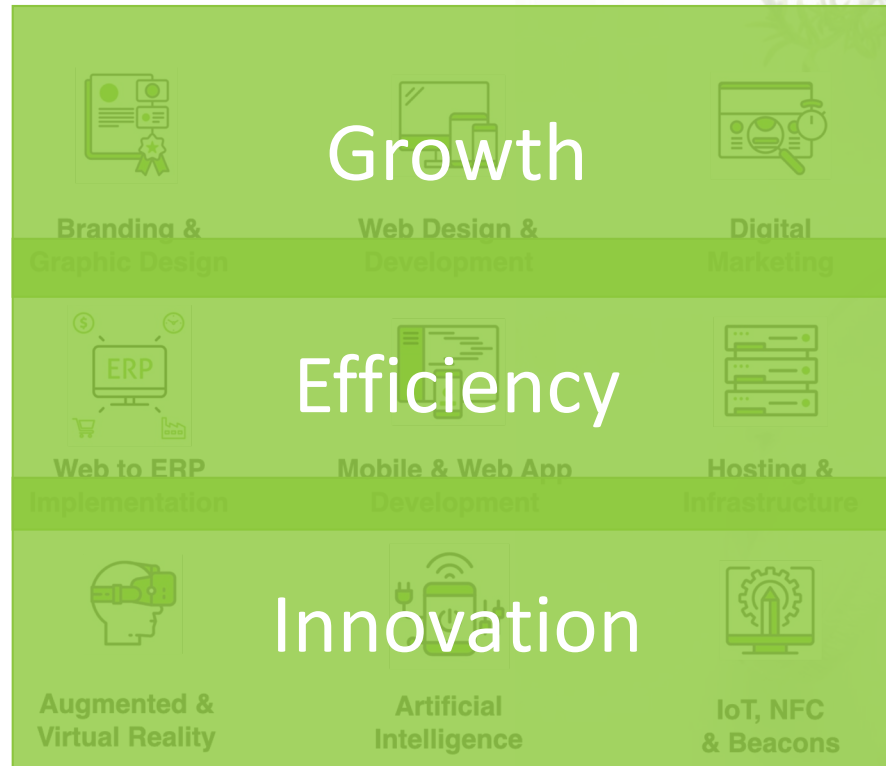 Growth
Branding &
Graphic Design
Web Design &
Development
Digital
Marketing
Efficiency
$
ERP
Web to ERP
Implementation
Mobile & Web App
Development
Hosting &
Infrastructure
Innovation
Augmented &
Virtual Reality
Artificial
Intelligence
IoT, NFC
& Beacons